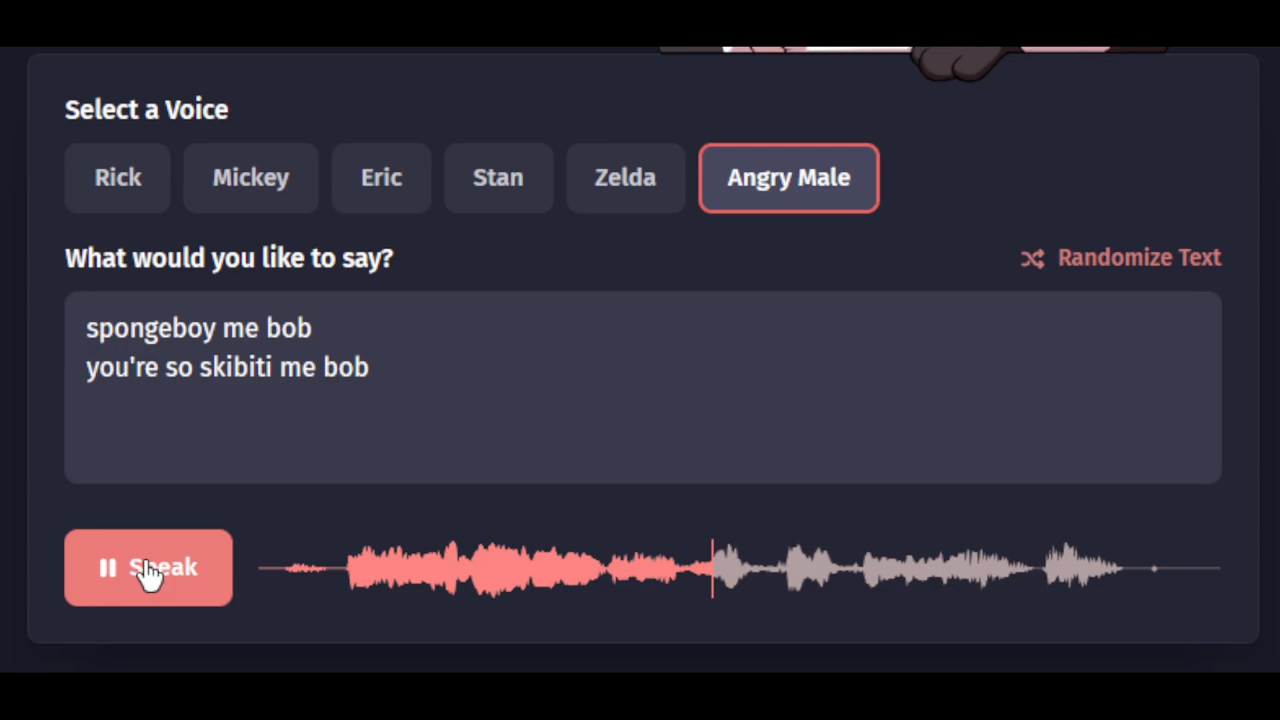 Select a Voice
Rick Mickey Eric Stan Zelda Angry Male
What would you like to say? Randomize Text
spongeboy me bob
you're so skibiti me bob
Speak